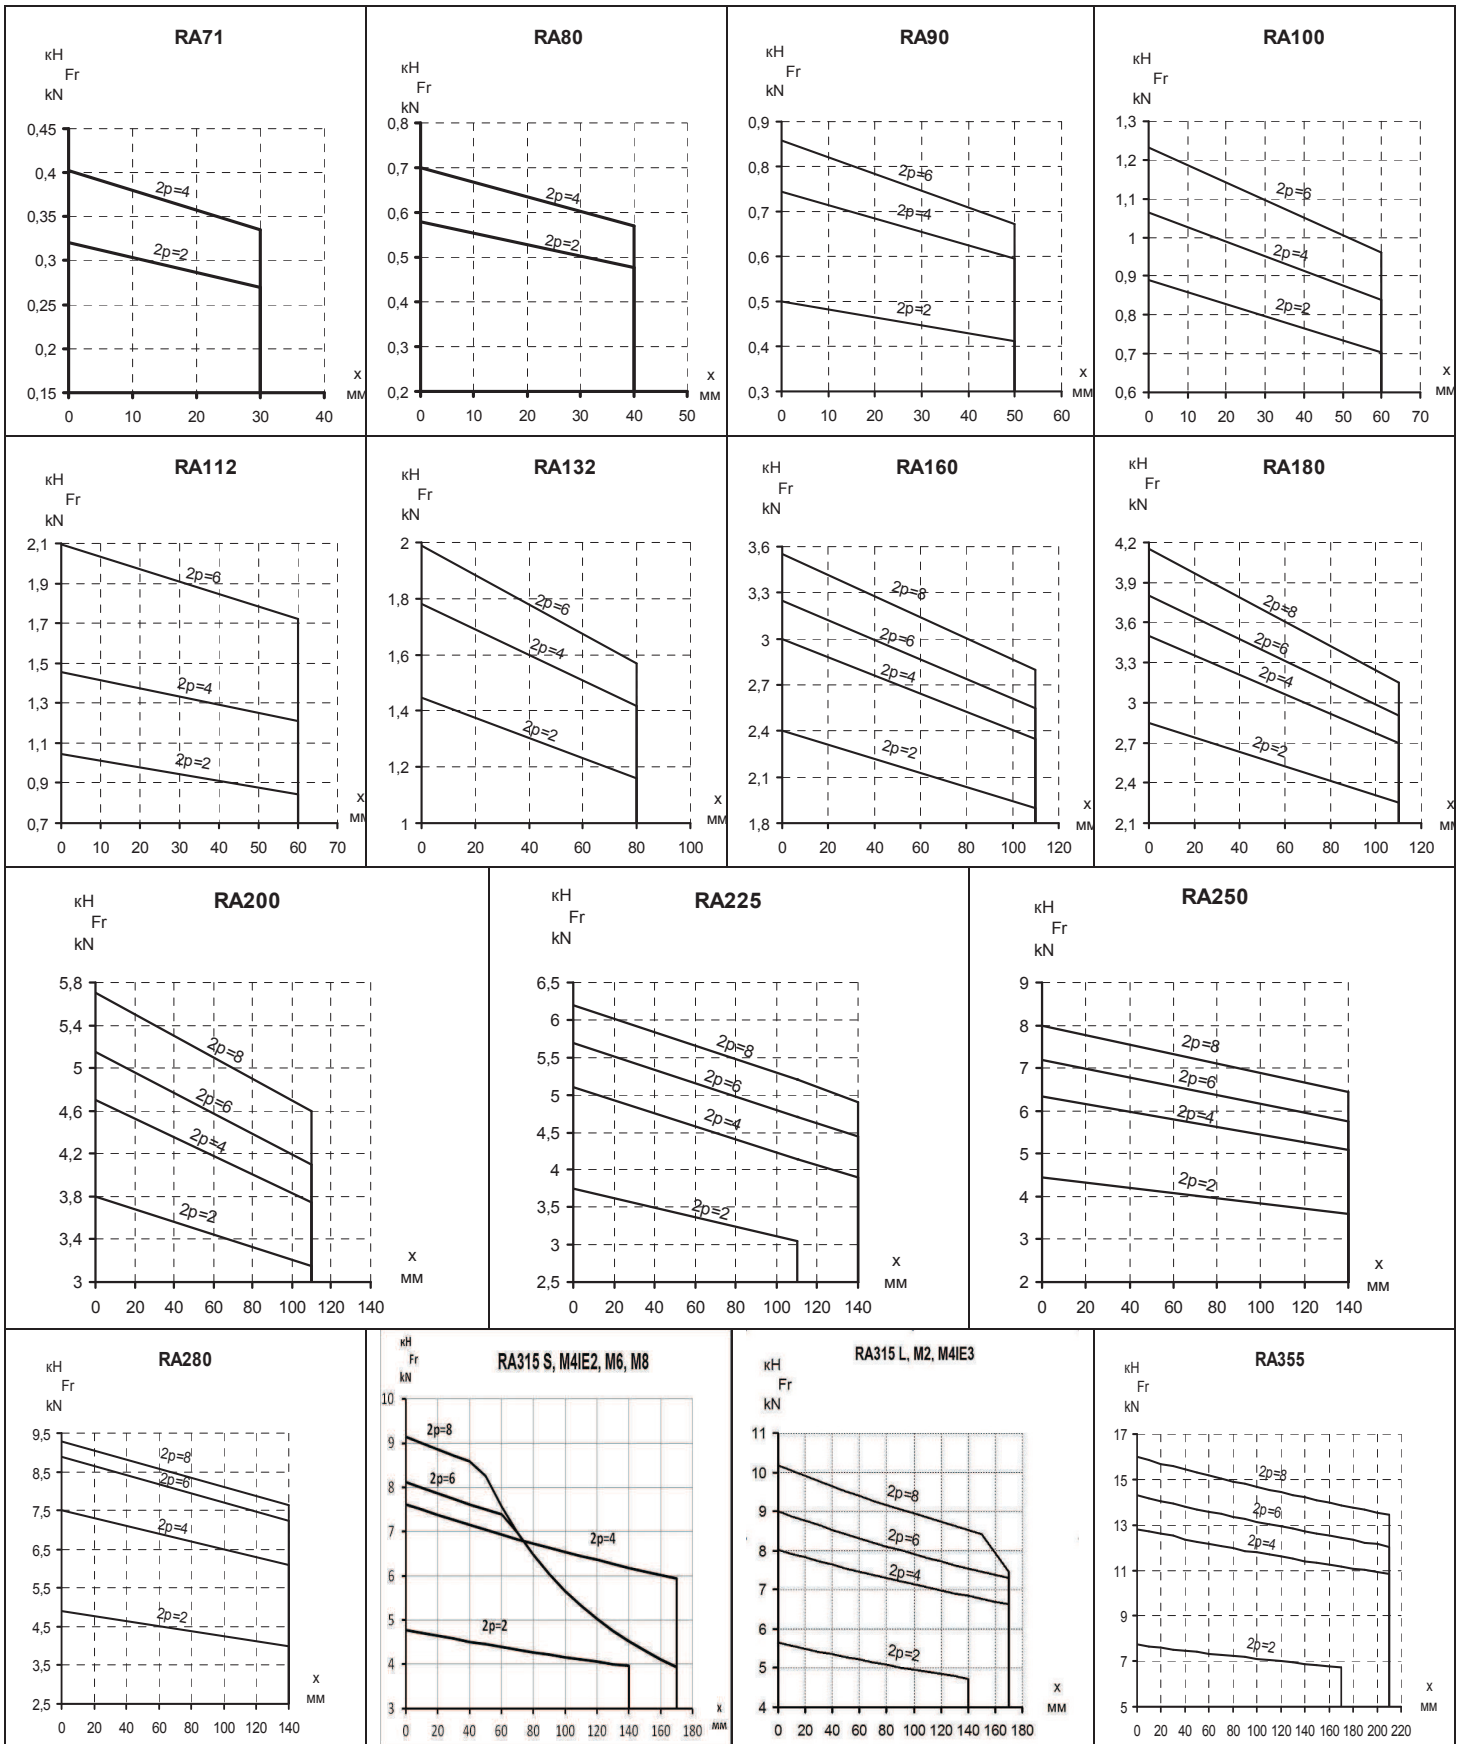 RA71
кН
Fr
kN
0,45
0,4
0,35
0,3
0,25
0,2
0,15
2p=4
2p=2
x
мм
0 10 20 30 40
RA80
кН
Fr
kN
0,8
0,7
0,6
0,5
0,4
0,3
0,2
2p=4
2p=2
x
мм
0 10 20 30 40 50
RA90
кН
Fr
kN
0,9
0,8
0,7
0,6
0,5
0,4
0,3
2p=6
2p=4
2p=2
x
мм
0 10 20 30 40 50 60
RA100
кН
Fr
kN
1,3
1,2
1,1
1
0,9
0,8
0,7
0,6
2p=6
2p=4
2p=2
x
мм
0 10 20 30 40 50 60 70
RA112
кН
Fr
kN
2,1
1,9
1,7
1,5
1,3
1,1
0,9
0,7
2p=6
2p=4
2p=2
x
мм
0 10 20 30 40 50 60 70
RA132
кН
Fr
kN
2
1,8
1,6
1,4
1,2
1
2p=6
2p=4
2p=2
x
мм
0 20 40 60 80 100
RA160
кН
Fr
kN
3,6
3,3
3
2,7
2,4
2,1
1,8
2p=8
2p=6
2p=4
2p=2
x
мм
0 20 40 60 80 100 120
RA180
кН
Fr
kN
4,2
3,9
3,6
3,3
3
2,7
2,4
2,1
2p=8
2p=6
2p=4
2p=2
x
мм
0 20 40 60 80 100 120
RA200
кН
Fr
kN
5,8
5,4
5
4,6
4,2
3,8
3,4
3
2p=8
2p=6
2p=4
2p=2
x
мм
0 20 40 60 80 100 120 140
RA225
кН
Fr
kN
6,5
6
5,5
5
4,5
4
3,5
3
2,5
2p=8
2p=6
2p=4
2p=2
x
мм
0 20 40 60 80 100 120 140
RA250
кН
Fr
kN
9
8
7
6
5
4
3
2
2p=8
2p=6
2p=4
2p=2
x
мм
0 20 40 60 80 100 120 140
RA280
кН
Fr
kN
9,5
8,5
7,5
6,5
5,5
4,5
3,5
2,5
2p=8
2p=6
2p=4
2p=2
x
мм
0 20 40 60 80 100 120 140
RA315 S, M4IE2, M6, M8
кН
Fr
kN
10
9
8
7
6
5
4
3
2p=8
2p=6
2p=4
2p=2
x
мм
0 20 40 60 80 100 120 140 160 180
RA315 L, M2, M4IE3
кН
Fr
kN
11
10
9
8
7
6
5
4
2p=8
2p=6
2p=4
2p=2
x
мм
0 20 40 60 80 100 120 140 160 180
RA355
кН
Fr
kN
17
15
13
11
9
7
5
2p=8
2p=6
2p=4
2p=2
x
мм
0 20 40 60 80 100 120 140 160 180 200 220